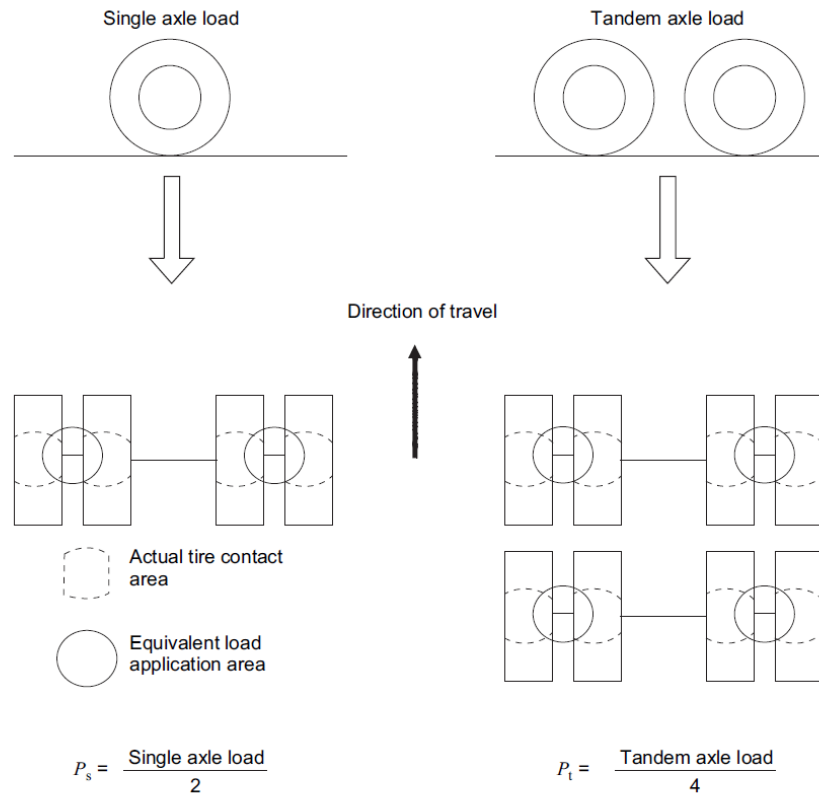 Single axle load
Tandem axle load
Direction of travel
Actual tire contact
area
Equivalent load
application area
Pₛ = Single axle load / 2
Pₜ = Tandem axle load / 4